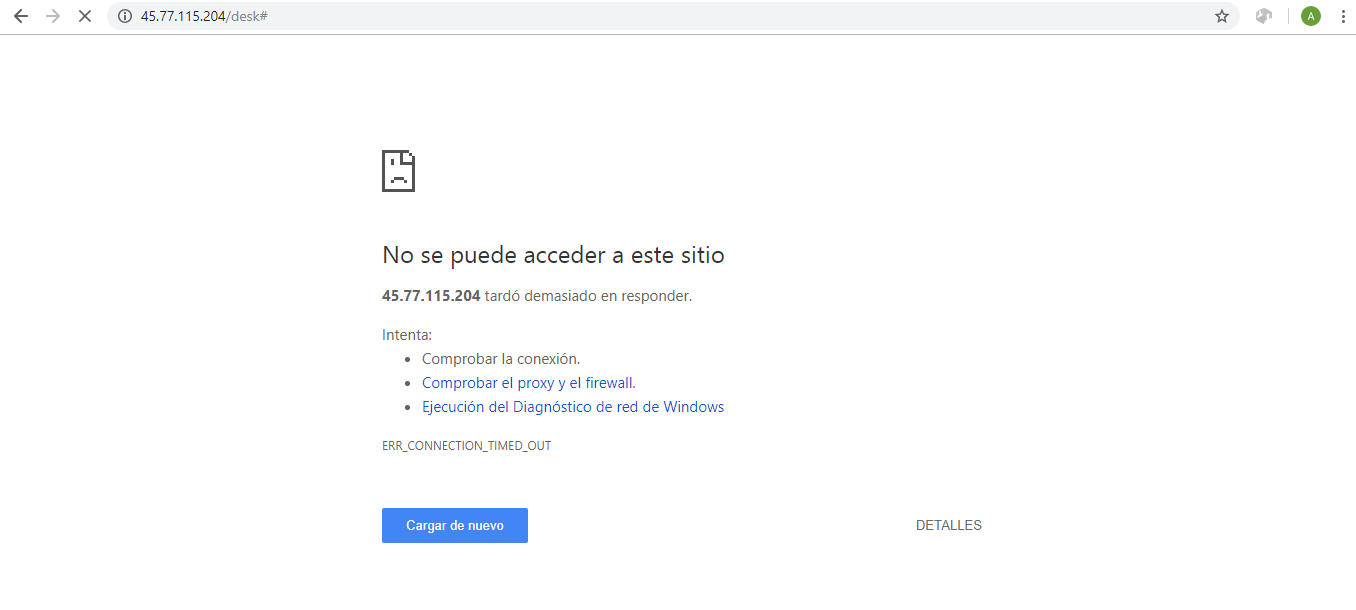 45.77.115.204/desk#
A
No se puede acceder a este sitio
45.77.115.204 tardó demasiado en responder.
Intenta:
• Comprobar la conexión.
• Comprobar el proxy y el firewall.
• Ejecución del Diagnóstico de red de Windows
ERR_CONNECTION_TIMED_OUT
Cargar de nuevo
DETALLES